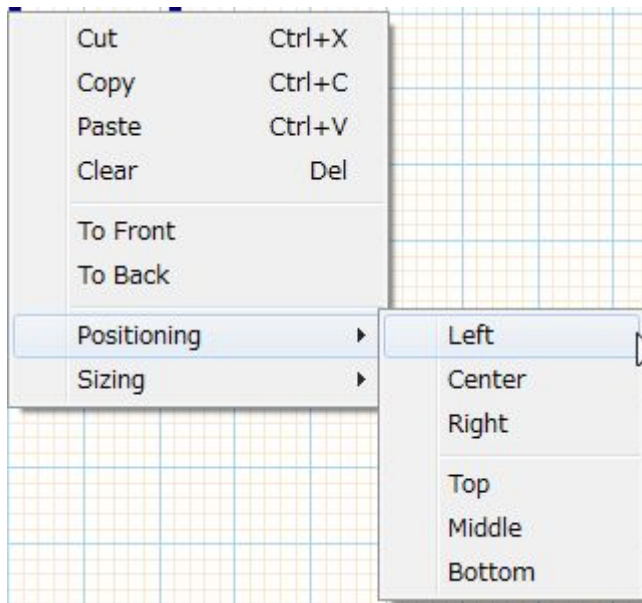 Cut Ctrl+X
Copy Ctrl+C
Paste Ctrl+V
Clear Del
To Front
To Back
Positioning
Sizing
Left
Center
Right
Top
Middle
Bottom